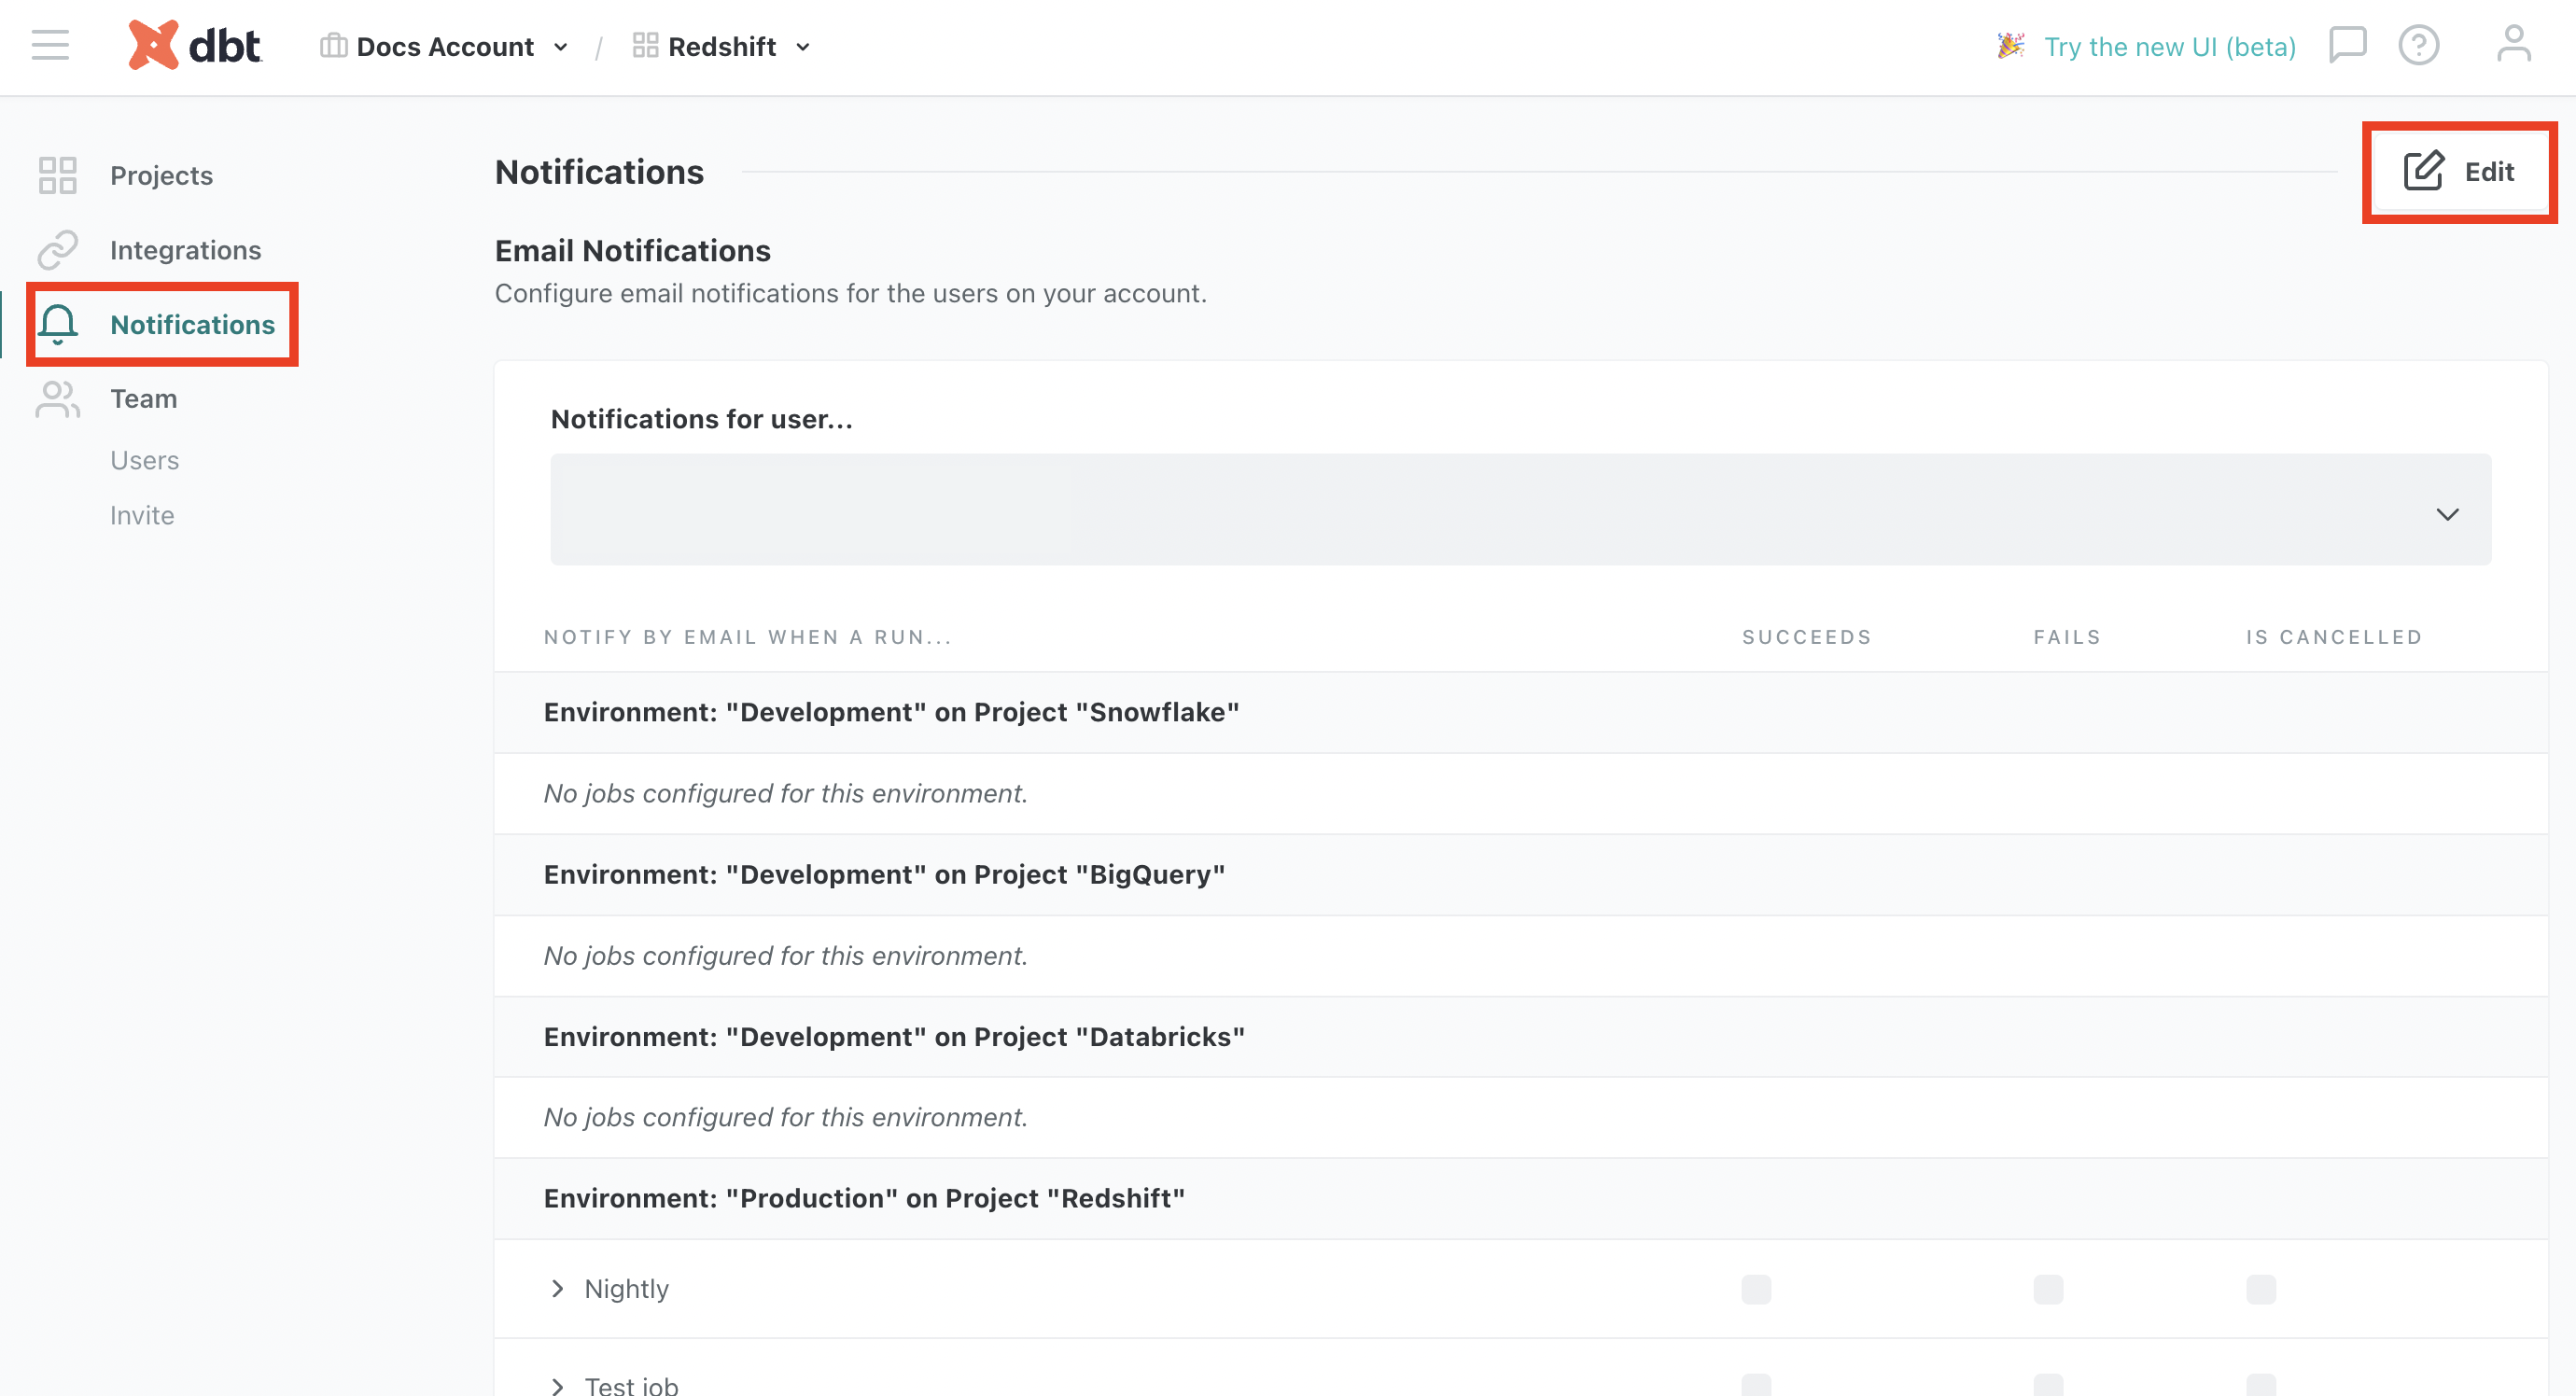 dbt Docs Account / Redshift Try the new UI (beta)
Projects
Integrations
Notifications
Team
Users
Invite
Notifications Edit
Email Notifications
Configure email notifications for the users on your account.
Notifications for user...
NOTIFY BY EMAIL WHEN A RUN... SUCCEEDS FAILS IS CANCELLED
Environment: "Development" on Project "Snowflake"
No jobs configured for this environment.
Environment: "Development" on Project "BigQuery"
No jobs configured for this environment.
Environment: "Development" on Project "Databricks"
No jobs configured for this environment.
Environment: "Production" on Project "Redshift"
Nightly
Test job